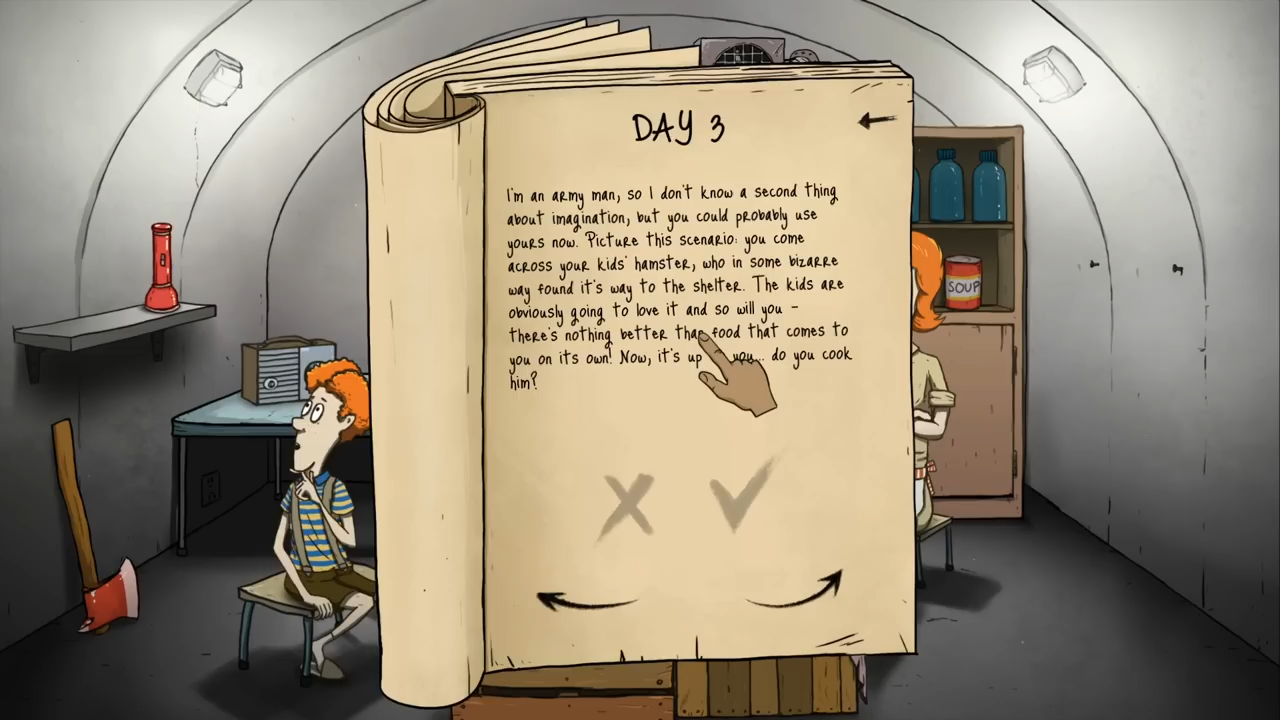 DAY 3
I'm an army man, so I don't know a second thing
about imagination, but you could probably use
yours now. Picture this scenario: you come
across your kids' hamster, who in some bizarre
way found it's way to the shelter. The kids are
obviously going to love it and so will you -
there's nothing better than food that comes to
you on its own! Now, it's up you... do you cook
him?
SOUP